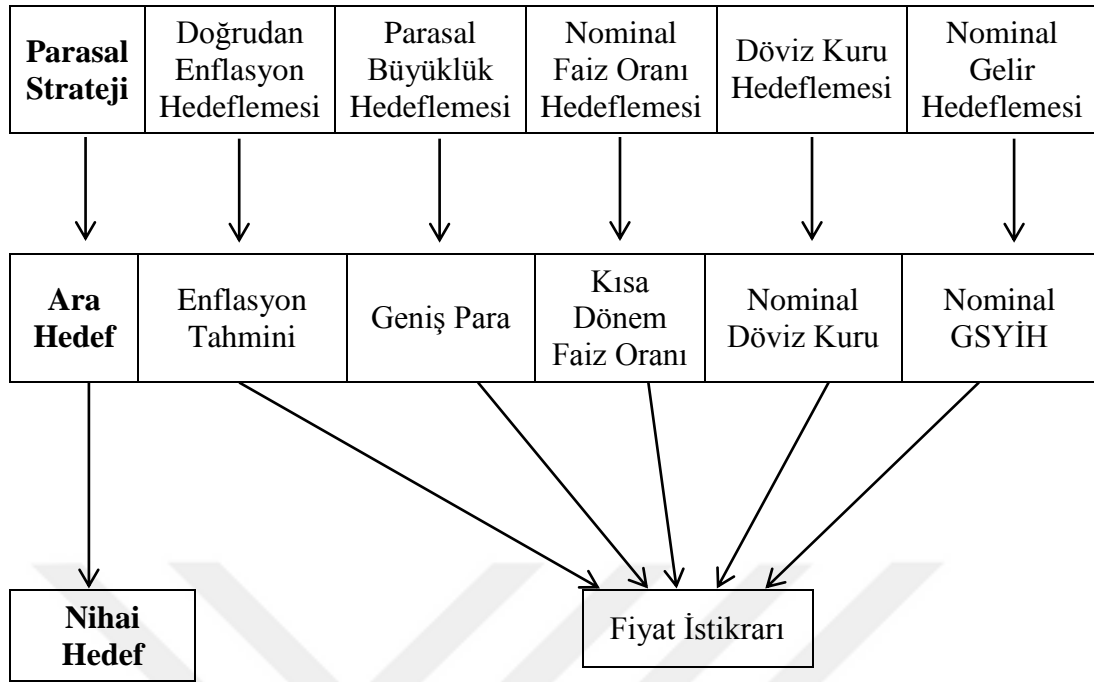 Parasal
Strateji
Doğrudan
Enflasyon
Hedeflemesi
Parasal
Büyüklük
Hedeflemesi
Nominal
Faiz Oranı
Hedeflemesi
Döviz Kuru
Hedeflemesi
Nominal
Gelir
Hedeflemesi
Ara
Hedef
Enflasyon
Tahmini
Geniş Para
Kısa
Dönem
Faiz Oranı
Nominal
Döviz Kuru
Nominal
GSYİH
Nihai
Hedef
Fiyat İstikrarı